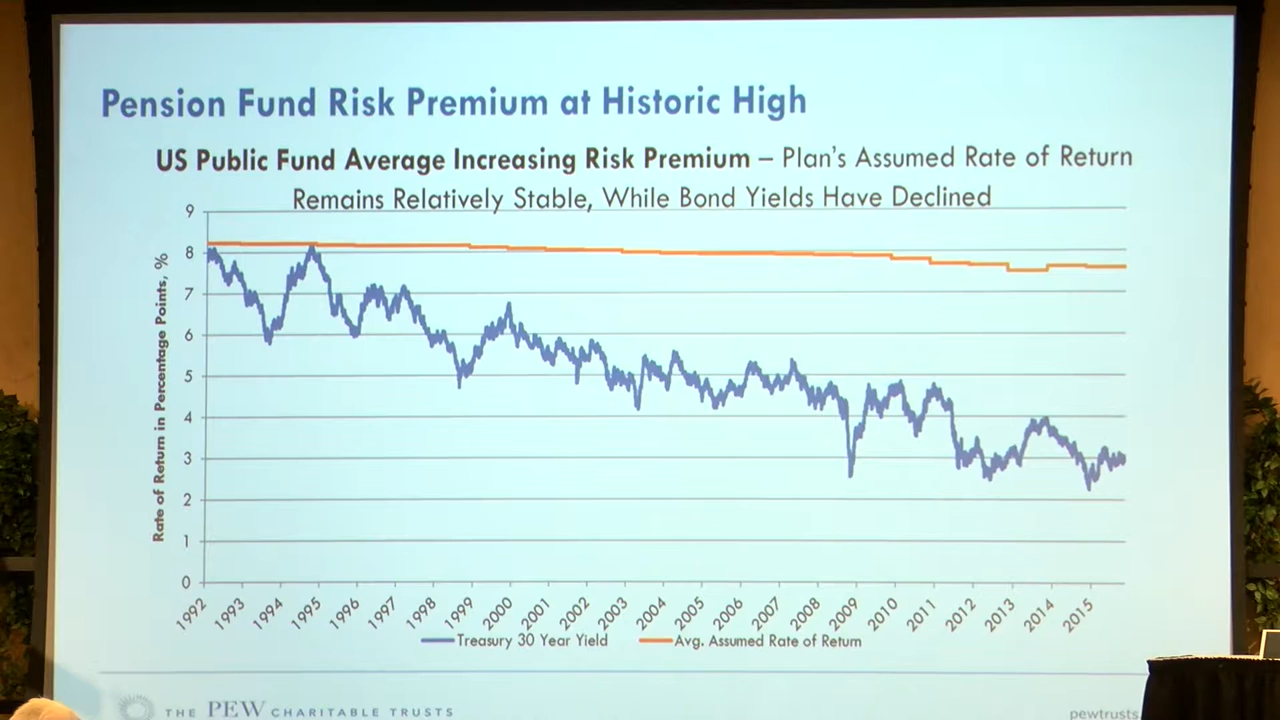 Pension Fund Risk Premium at Historic High
US Public Fund Average Increasing Risk Premium – Plan's Assumed Rate of Return
Remains Relatively Stable, While Bond Yields Have Declined
Rate of Return in Percentage Points, %
9
8
7
6
5
4
3
2
1
0
1992 1993 1994 1995 1996 1997 1998 1999 2000 2001 2002 2003 2004 2005 2006 2007 2008 2009 2010 2011 2012 2013 2014 2015
Treasury 30 Year Yield Avg. Assumed Rate of Return
THE PEW CHARITABLE TRUSTS
pewtrusts